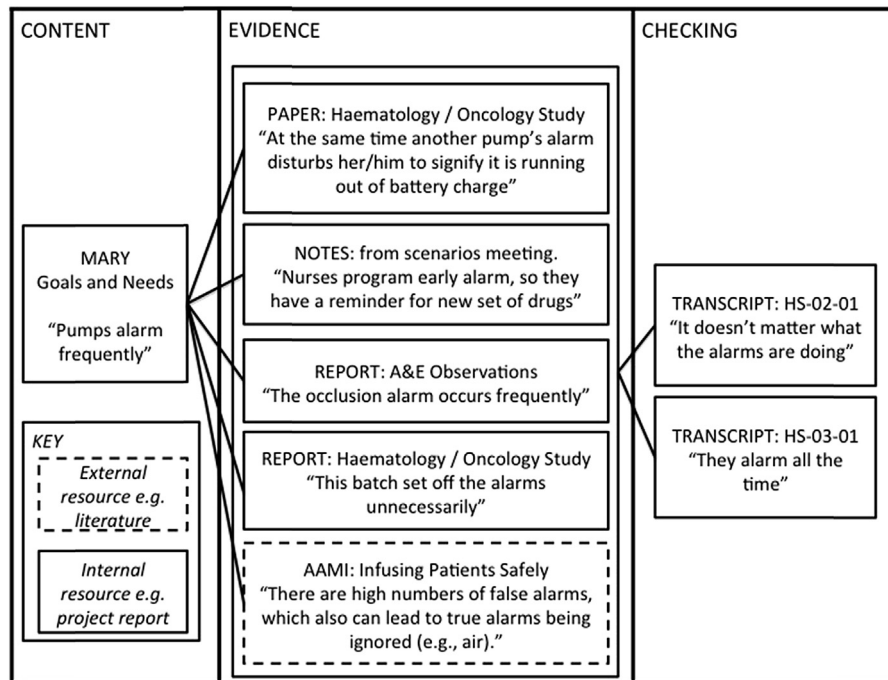 CONTENT
MARY
Goals and Needs
“Pumps alarm
frequently”
KEY
External
resource e.g.
literature
Internal
resource e.g.
project report
EVIDENCE
PAPER: Haematology / Oncology Study
“At the same time another pump’s alarm
disturbs her/him to signify it is running
out of battery charge”
NOTES: from scenarios meeting.
“Nurses program early alarm, so they
have a reminder for new set of drugs”
REPORT: A&E Observations
“The occlusion alarm occurs frequently”
REPORT: Haematology / Oncology Study
“This batch set off the alarms
unnecessarily”
AAMI: Infusing Patients Safely
“There are high numbers of false alarms,
which also can lead to true alarms being
ignored (e.g., air).”
CHECKING
TRANSCRIPT: HS-02-01
“It doesn’t matter what
the alarms are doing”
TRANSCRIPT: HS-03-01
“They alarm all the
time”